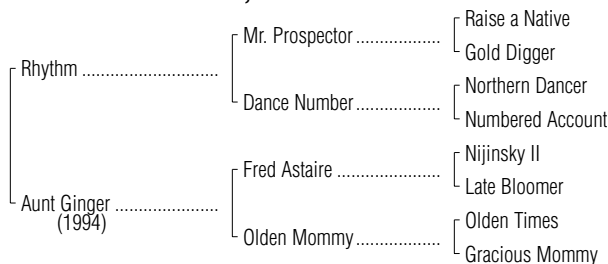 Raise a Native
Mr. Prospector ..................
Gold Digger
Rhythm .............................
Northern Dancer
Dance Number ..................
Numbered Account
Nijinsky II
Fred Astaire ......................
Late Bloomer
Aunt Ginger ......................
(1994)
Olden Times
Olden Mommy ..................
Gracious Mommy